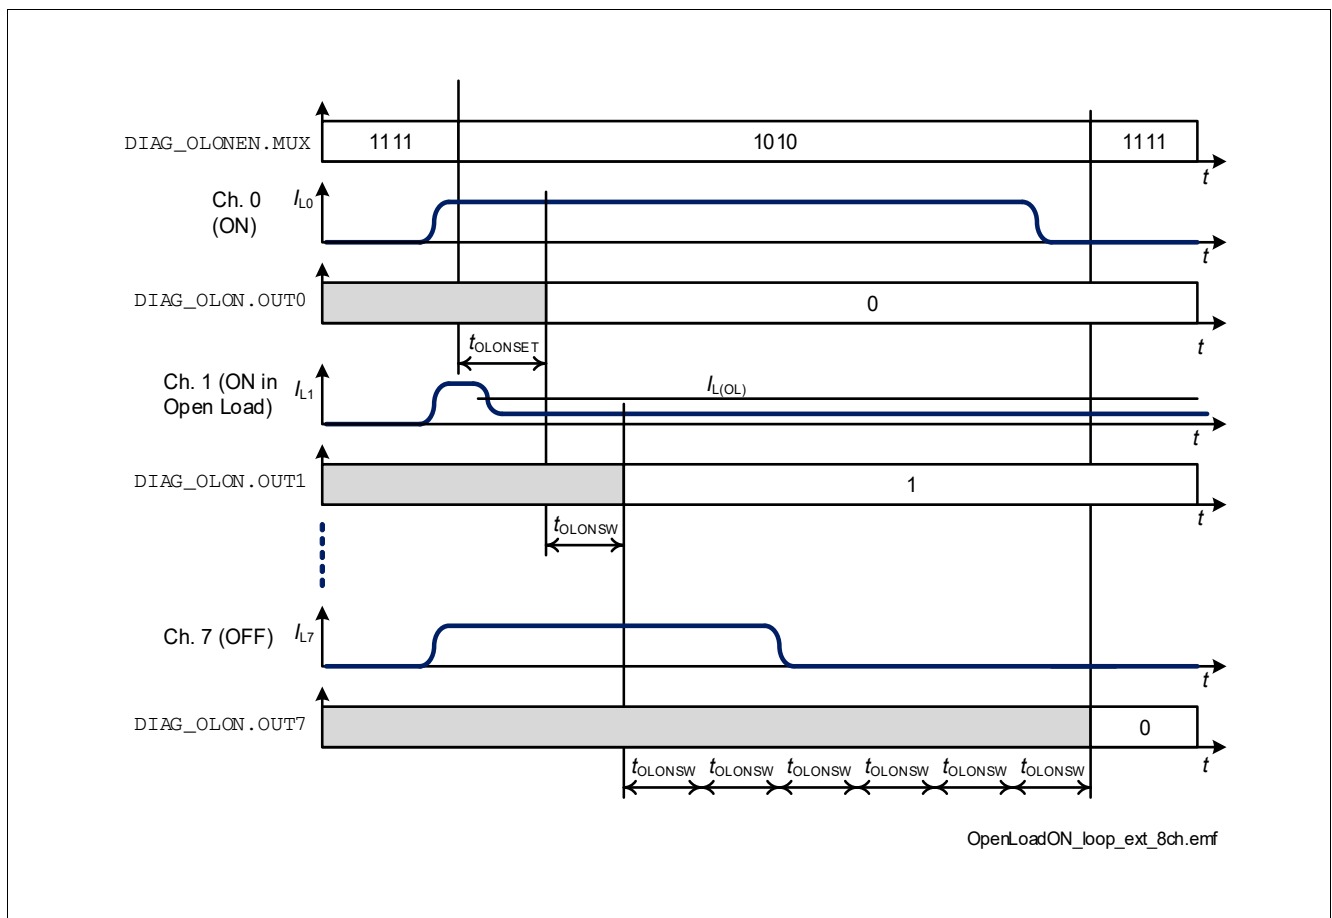 DIAG_OLONEN.MUX 1111 1010 1111
t
Ch. 0
(ON)
IL0
t
DIAG_OLON.OUT0 0
t
tOLONSET
Ch. 1 (ON in
Open Load)
IL1
IL(OL)
t
DIAG_OLON.OUT1 1
t
tOLONSW
Ch. 7 (OFF) IL7
t
DIAG_OLON.OUT7 0
t
tOLONSW tOLONSW tOLONSW tOLONSW tOLONSW tOLONSW
OpenLoadON_loop_ext_8ch.emf